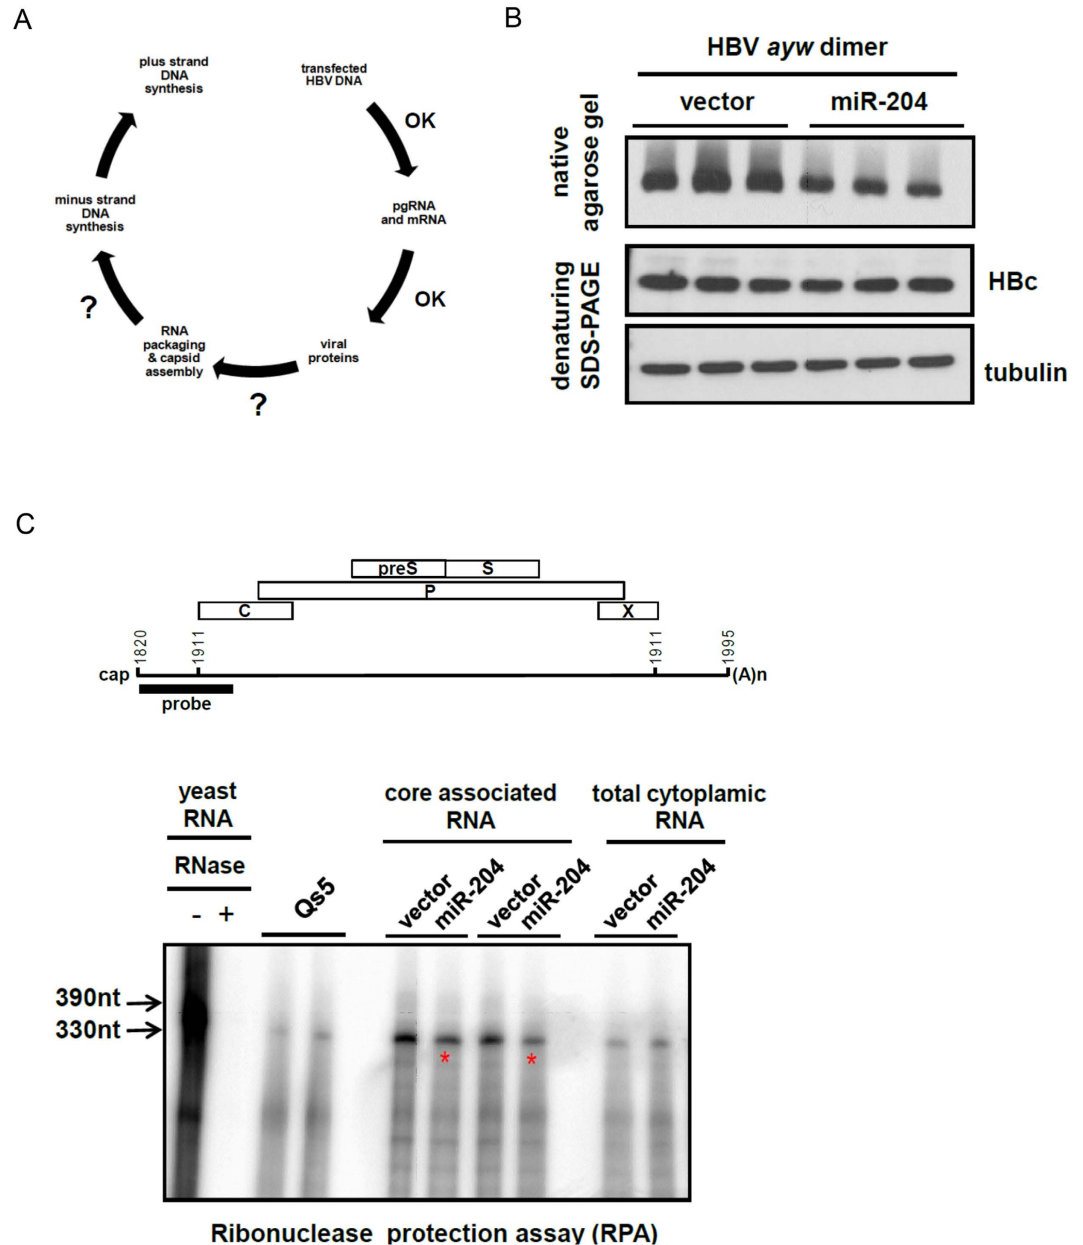 A
plus strand
DNA
synthesis
transfected
HBV DNA
OK
minus strand
DNA
synthesis
pgRNA
and mRNA
?
OK
RNA
packaging
& capsid
assembly
viral
proteins
?
B
HBV ayw dimer
vector miR-204
native
agarose gel
denaturing
SDS-PAGE
HBc
tubulin
C
preS S
P
C X
1820 1911 1911 1995
cap (A)n
probe
yeast
RNA
RNase
- +
Qs5
core associated
RNA
total cytoplamic
RNA
vector miR-204 vector miR-204 vector miR-204
390nt
330nt
* *
Ribonuclease protection assay (RPA)